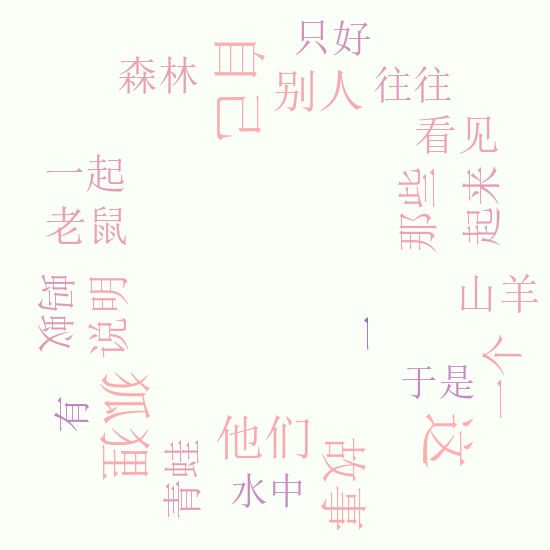 只好
森林
自己
别人
往往
看见
一起
那些
起来
老鼠
山羊
说明
一
一个
于是
有
狐狸
这
他们
故事
青蛙
水中